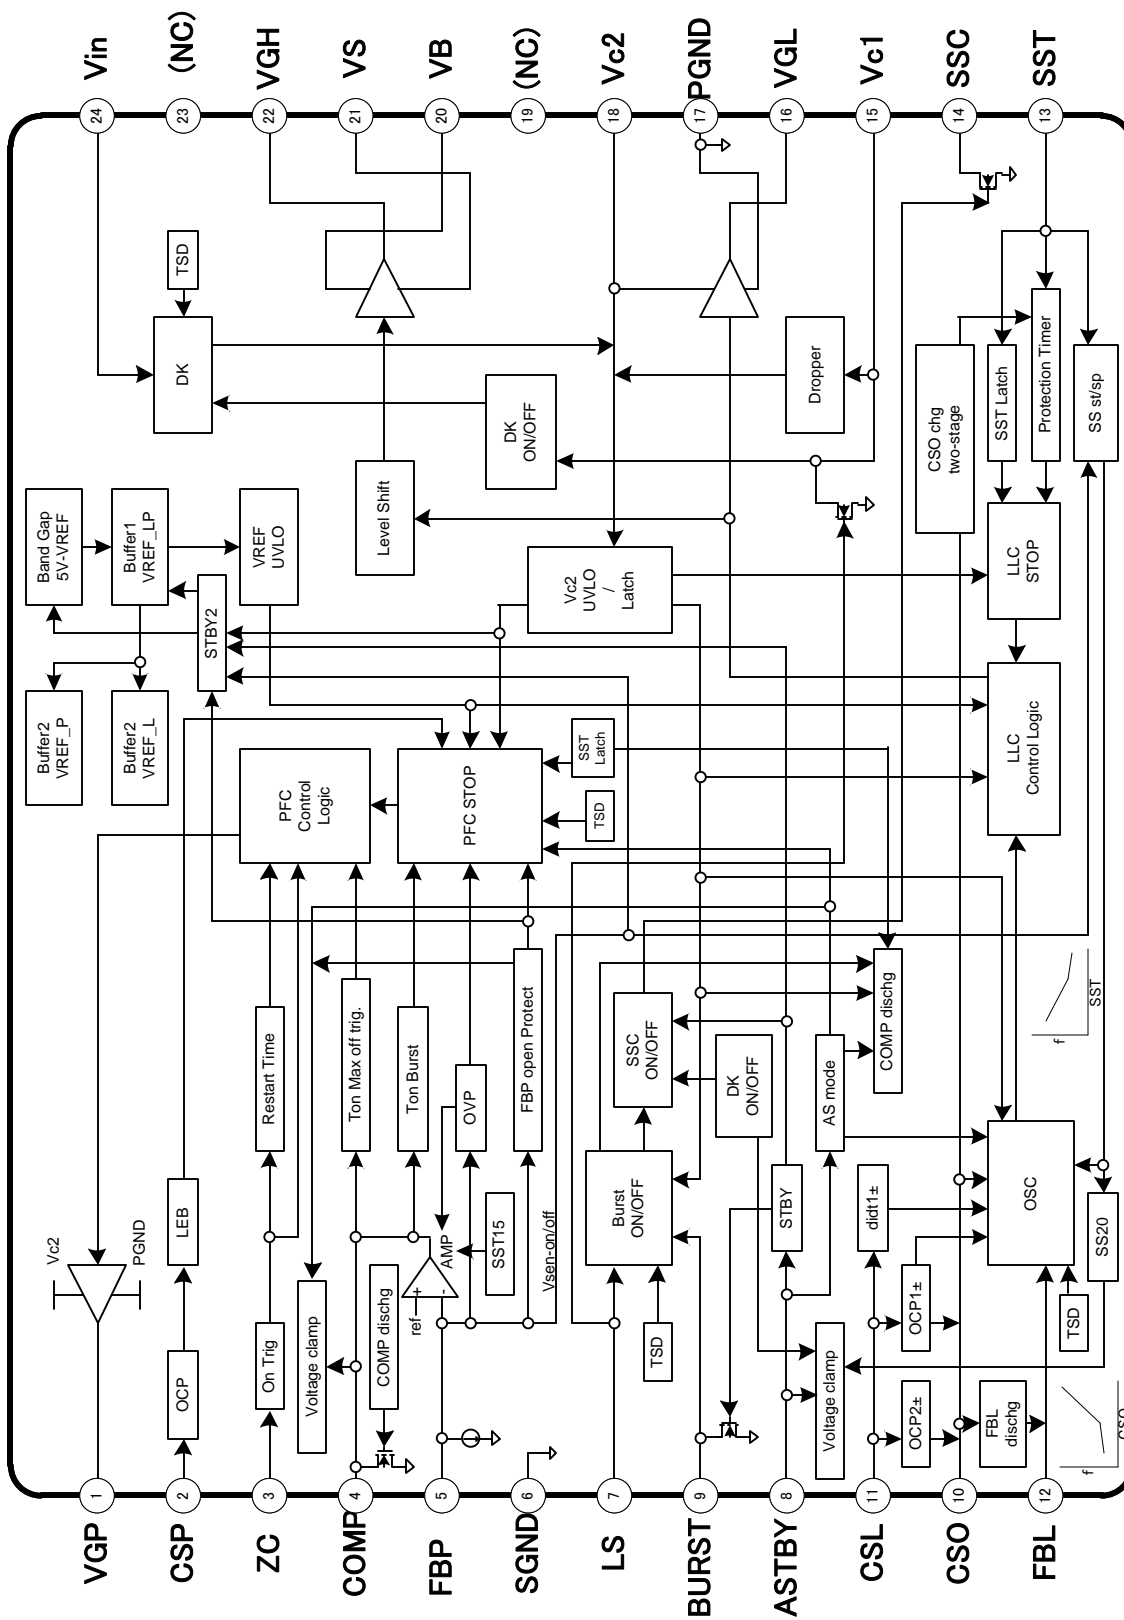 VGP
CSP
ZC
COMP
FBP
SGND
LS
BURST
ASTBY
CSL
CSO
FBL
1
2
3
4
5
6
7
9
8
11
10
12
Vin
(NC)
VGH
VS
VB
(NC)
Vc2
PGND
VGL
Vc1
SSC
SST
24
23
22
21
20
19
18
17
16
15
14
13
Vc2
PGND
OCP
LEB
On Trig
Restart Time
Voltage clamp
Ton Max off trig.
COMP dischg
Ton Burst
ref
+
-
AMP
OVP
SST15
FBP open Protect
Vsen-on/off
PFC
Control
Logic
PFC STOP
SST
Latch
TSD
Buffer2
VREF_P
Buffer2
VREF_L
Band Gap
5V-VREF
Buffer1
VREF_LP
STBY2
VREF
UVLO
DK
TSD
Level Shift
DK
ON/OFF
Vc2
UVLO
/
Latch
Dropper
CSO chg
two-stage
SST Latch
Protection Timer
SS st/sp
LLC
STOP
LLC
Control Logic
Burst
ON/OFF
TSD
SSC
ON/OFF
DK
ON/OFF
STBY
AS mode
COMP dischg
Voltage clamp
didt1±
OCP1±
OCP2±
FBL
dischg
OSC
TSD
SS20
f
SST
f
CSO